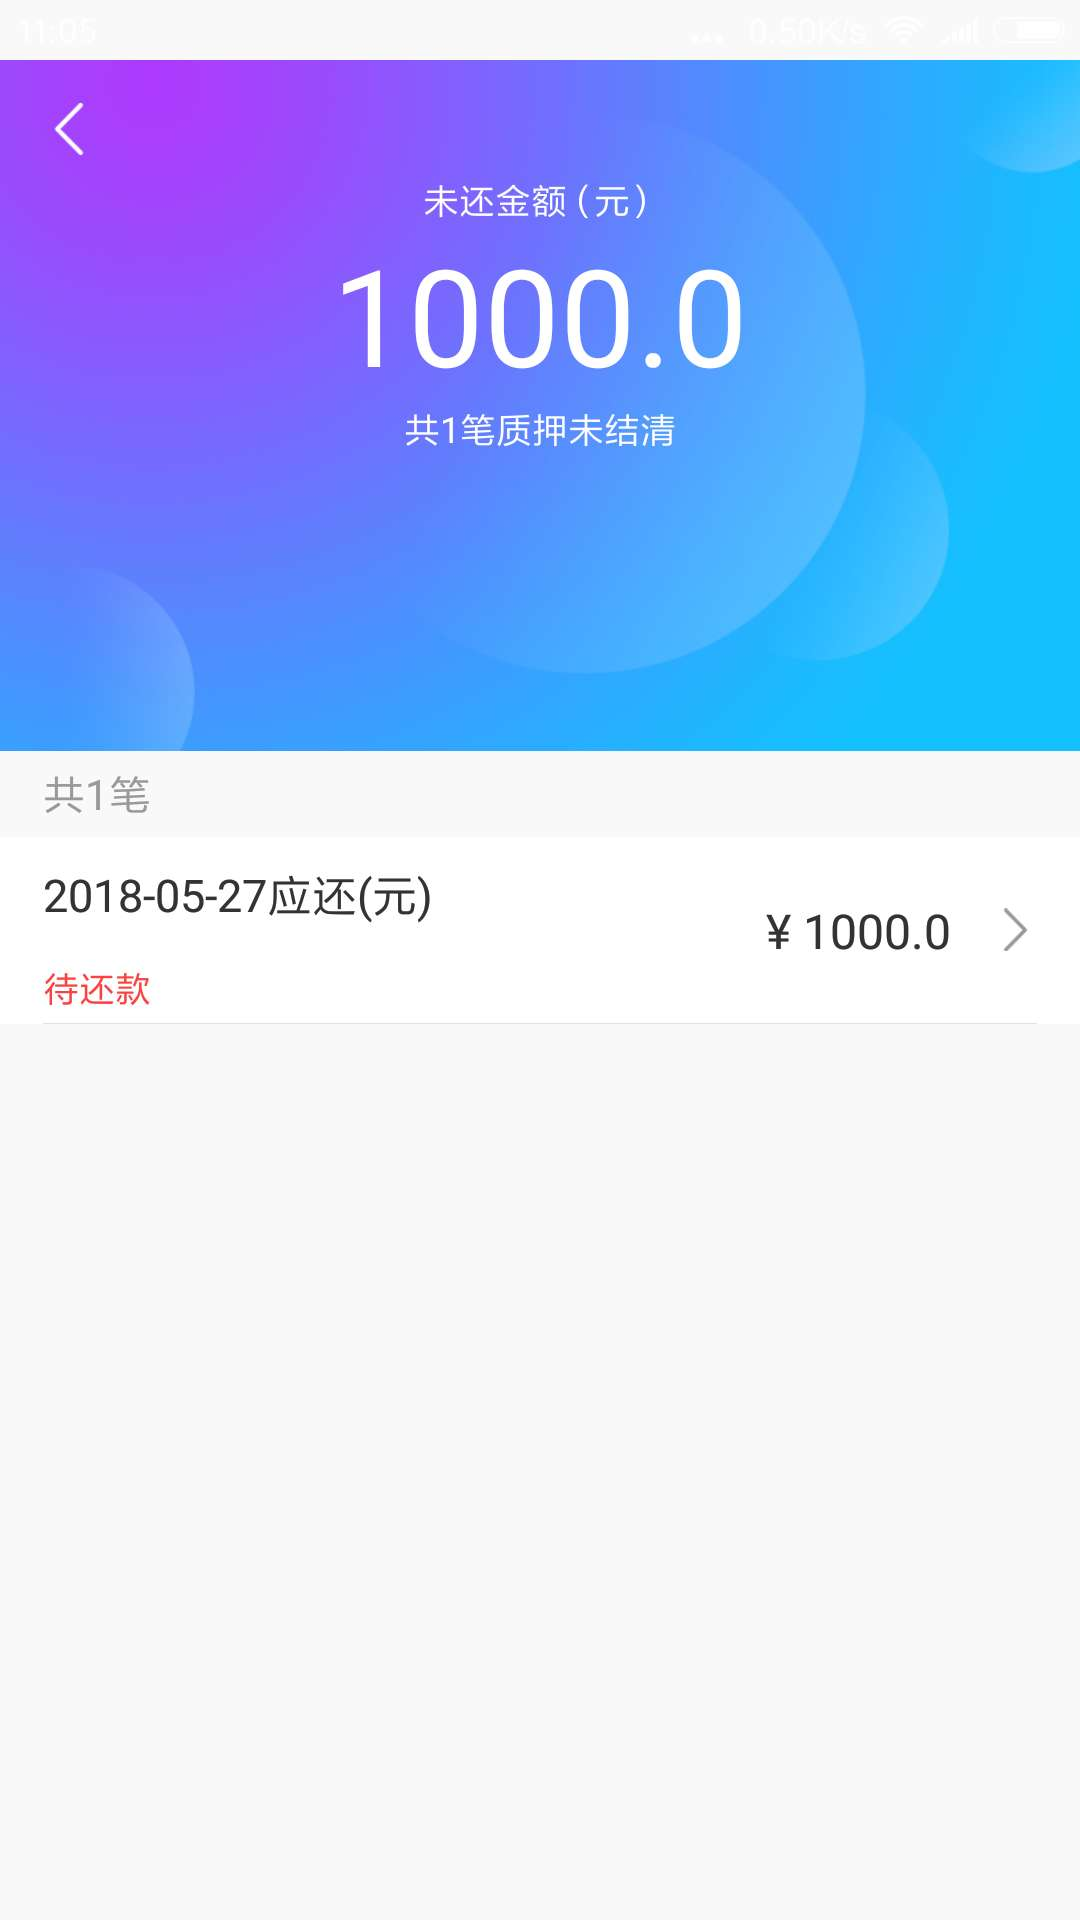 11:05
... 0.50K/s
未还金额（元）
1000.0
共1笔质押未结清
共1笔
2018-05-27应还(元)
¥ 1000.0
待还款